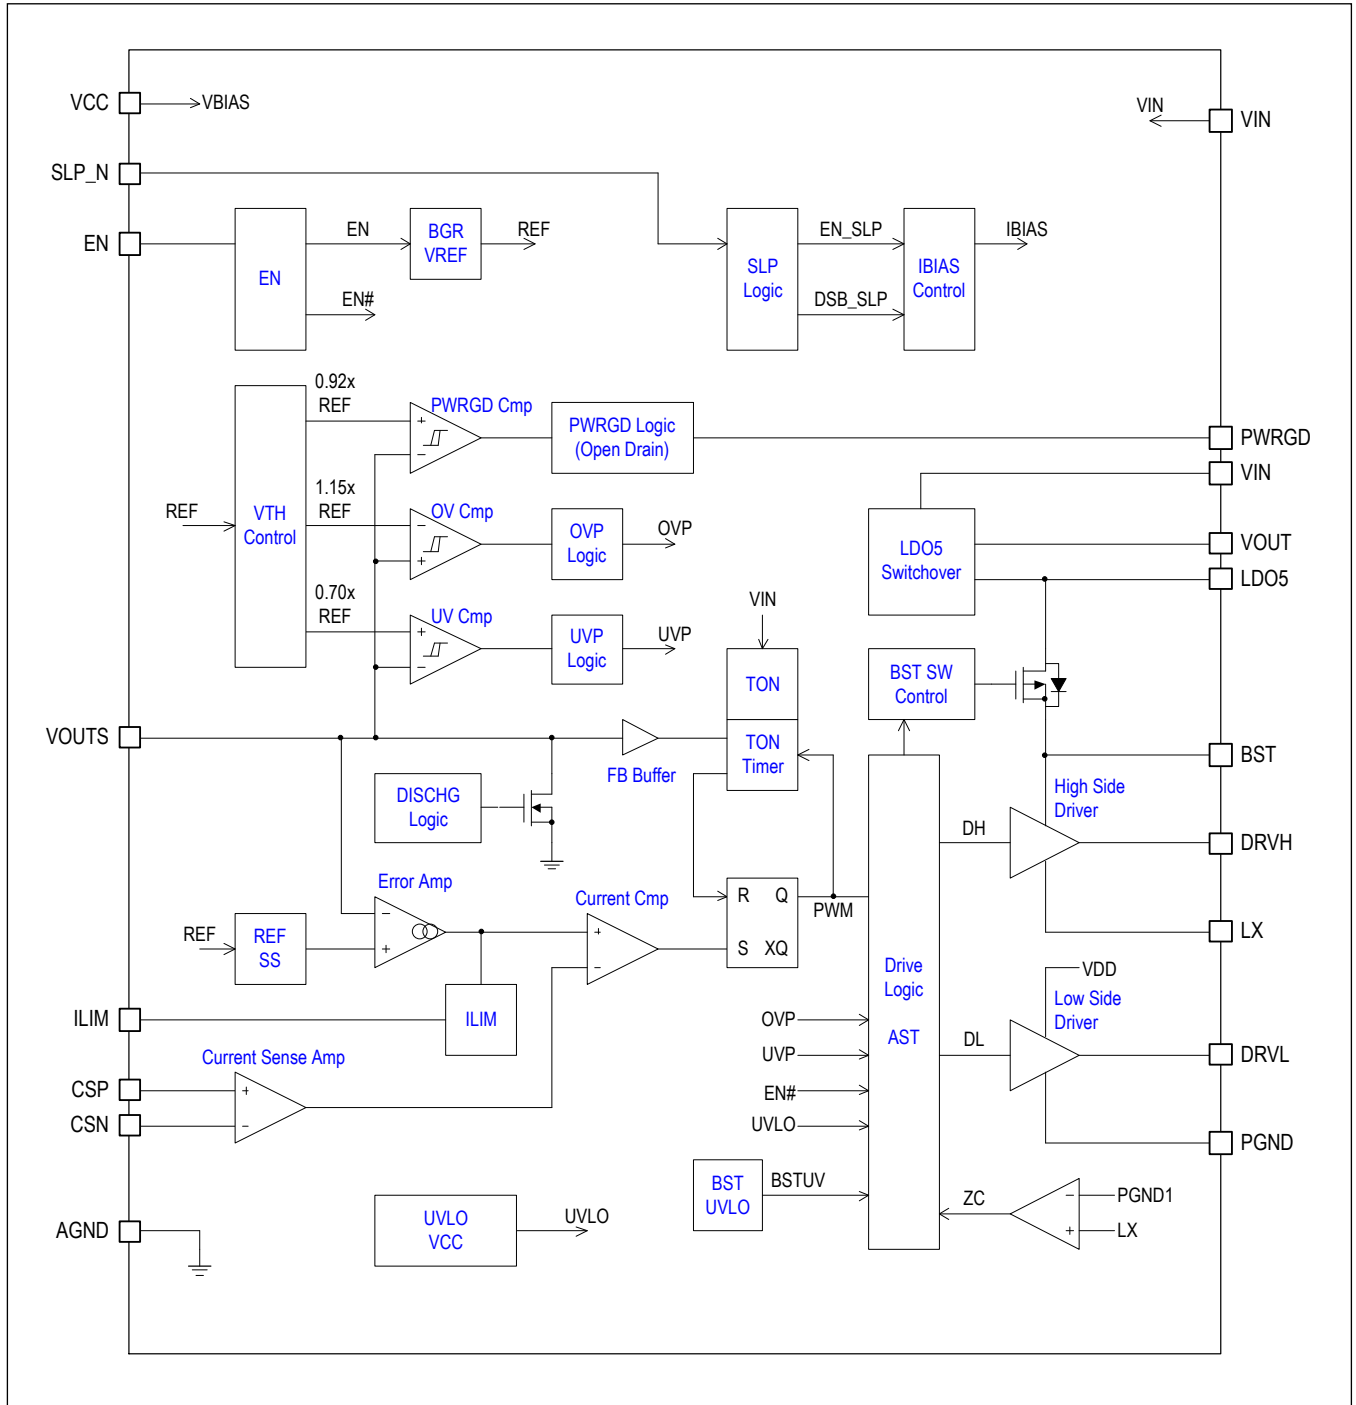 VCC
VBIAS
VIN
VIN
SLP_N
EN
EN
EN
EN#
BGR
VREF
REF
SLP
Logic
EN_SLP
DSB_SLP
IBIAS
Control
IBIAS
REF
VTH
Control
0.92x
REF
1.15x
REF
0.70x
REF
PWRGD Cmp
+
−
PWRGD Logic
(Open Drain)
PWRGD
OV Cmp
−
+
OVP
Logic
OVP
UV Cmp
+
−
UVP
Logic
UVP
VIN
VOUT
LDO5
LDO5
Switchover
VIN
TON
TON
Timer
BST SW
Control
VOUTS
FB Buffer
DISCHG
Logic
BST
High Side
Driver
DH
DRVH
LX
Error Amp
−
+
REF
REF
SS
Current Cmp
+
−
R
Q
S
XQ
PWM
Drive
Logic
AST
VDD
Low Side
Driver
DL
DRVL
PGND
ILIM
ILIM
Current Sense Amp
CSP
CSN
+
−
OVP
UVP
EN#
UVLO
BST
UVLO
BSTUV
ZC
−
+
PGND1
LX
AGND
UVLO
VCC
UVLO